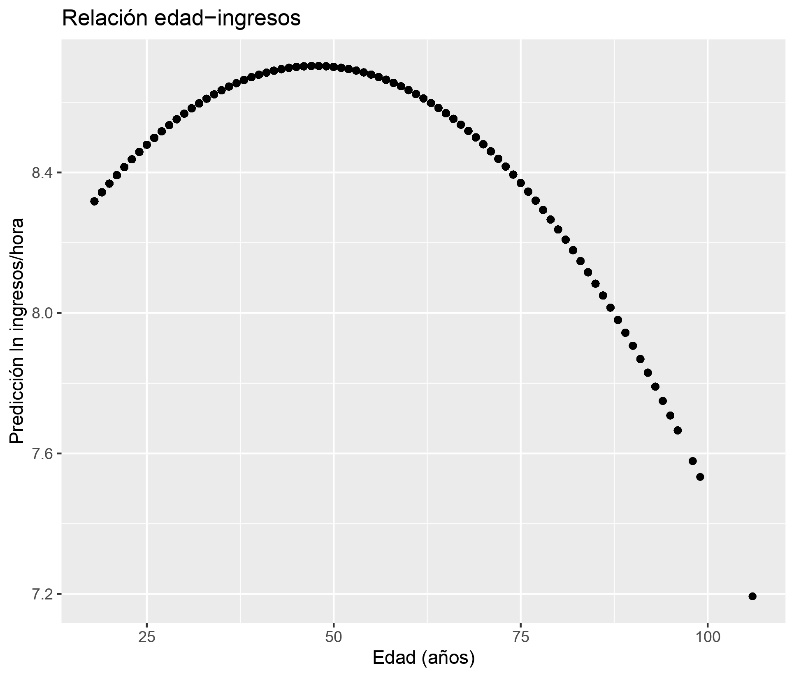 Relación edad−ingresos
Predicción ln ingresos/hora
8.4
8.0
7.6
7.2
25 50 75 100
Edad (años)